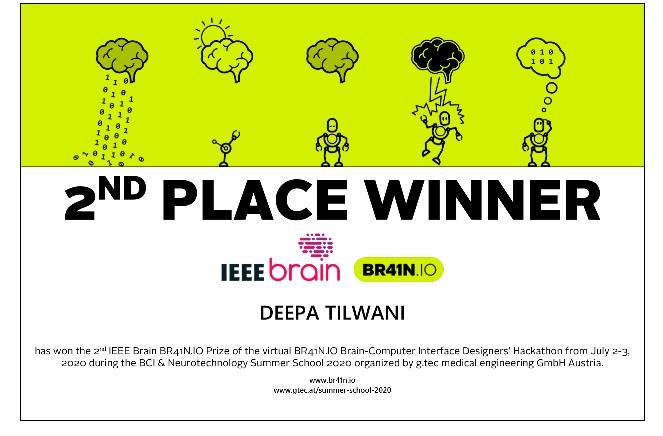 010
101
2ND PLACE WINNER
IEEE brain BR41N.IO
DEEPA TILWANI
has won the 2nd IEEE Brain BR41N.IO Prize of the virtual BR41N.IO Brain-Computer Interface Designers' Hackathon from July 2-3,
2020 during the BCI & Neurotechnology Summer School 2020 organized by g.tec medical engineering GmbH Austria.
www.br41n.io
www.gtec.at/summer-school-2020